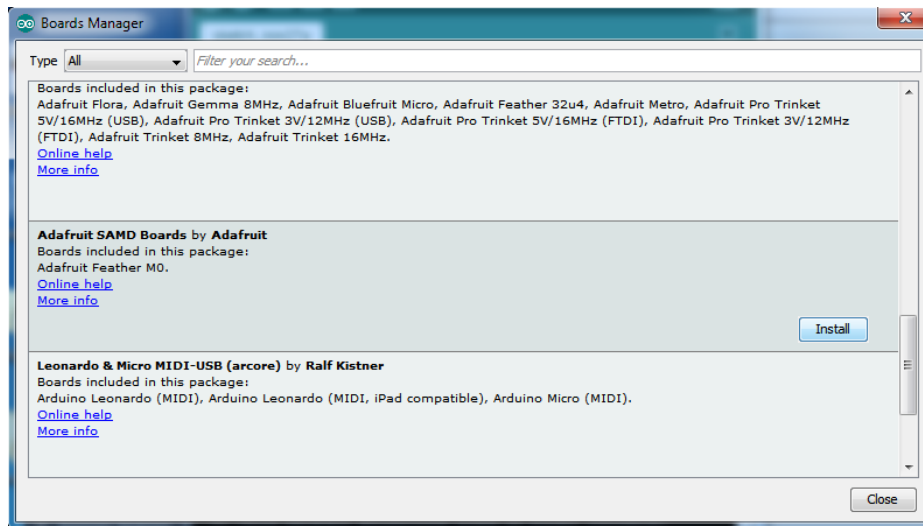 Boards Manager
Type All Filter your search...
Boards included in this package:
Adafruit Flora, Adafruit Gemma 8MHz, Adafruit Bluefruit Micro, Adafruit Feather 32u4, Adafruit Metro, Adafruit Pro Trinket
5V/16MHz (USB), Adafruit Pro Trinket 3V/12MHz (USB), Adafruit Pro Trinket 5V/16MHz (FTDI), Adafruit Pro Trinket 3V/12MHz
(FTDI), Adafruit Trinket 8MHz, Adafruit Trinket 16MHz.
Online help
More info
Adafruit SAMD Boards by Adafruit
Boards included in this package:
Adafruit Feather M0.
Online help
More info
Install
Leonardo & Micro MIDI-USB (arcore) by Ralf Kistner
Boards included in this package:
Arduino Leonardo (MIDI), Arduino Leonardo (MIDI, iPad compatible), Arduino Micro (MIDI).
Online help
More info
Close